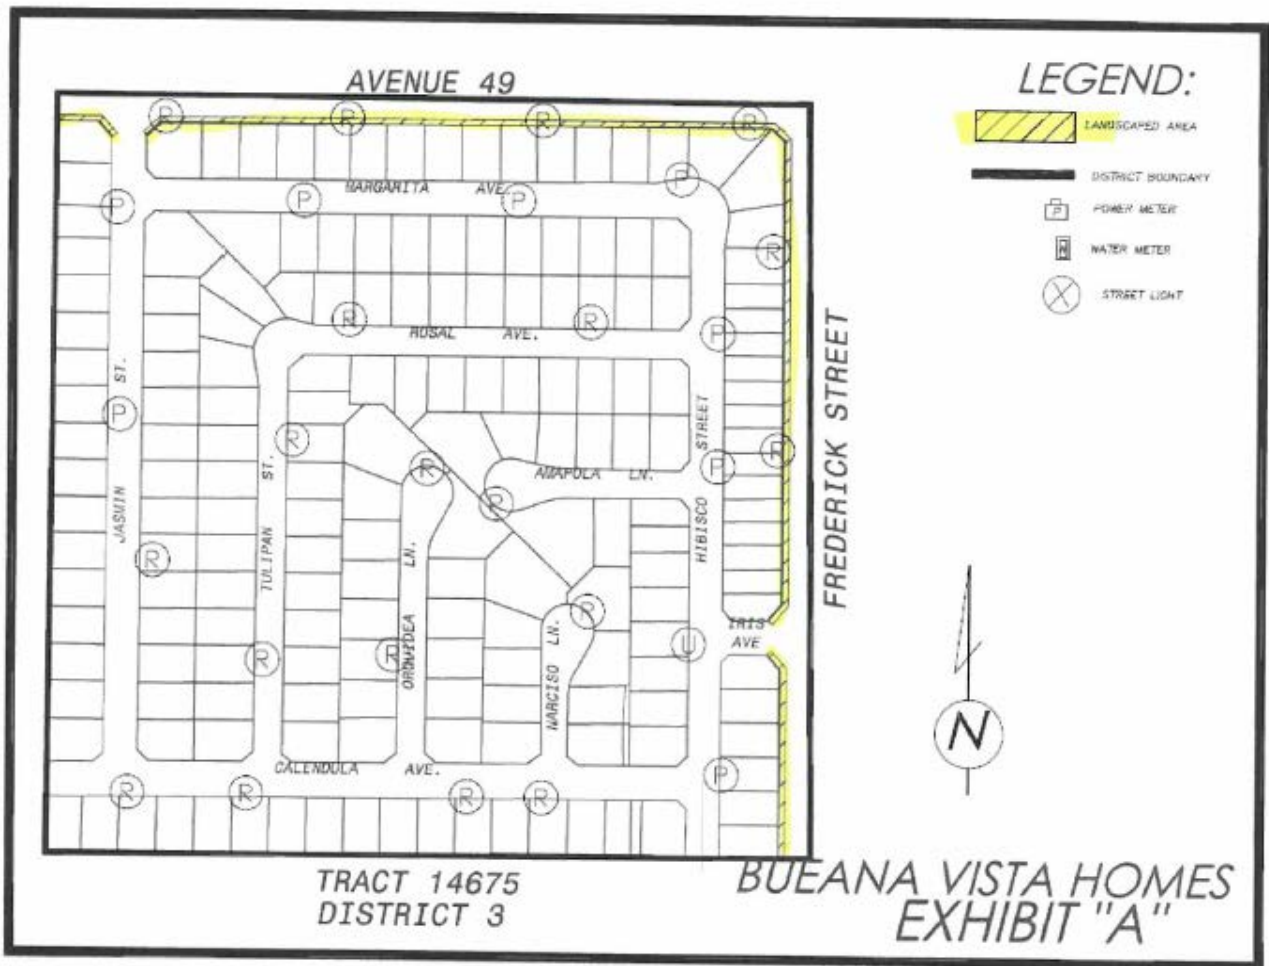 AVENUE 49
LEGEND:
LANDSCAPED AREA
DISTRICT BOUNDARY
P POWER METER
WATER METER
X STREET LIGHT
P R R R
MARGARITA AVE.
P P P P
R
R R
ROSAL AVE.
P
JASMIN ST.
P
R
TULIPAN ST.
R
AMAPOLA LN.
HIBISCO STREET
P R
FREDERICK STREET
R
ORQUIDEA LN.
R
NARCISO LN.
R
IRIS
AVE
U
R R
CALENDULA AVE.
P
R R R R
N
TRACT 14675
DISTRICT 3
BUEANA VISTA HOMES
EXHIBIT "A"